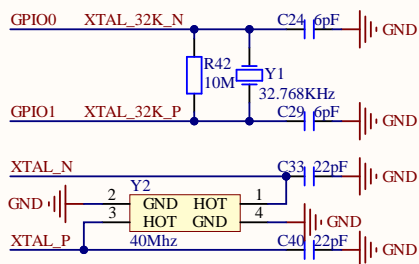 GPIO0 XTAL_32K_N C24 6pF GND
R42 10M Y1
32.768KHz
GPIO1 XTAL_32K_P C29 6pF GND
XTAL_N C33 22pF GND
Y2
GND 2 GND HOT 1
3 HOT GND 4 GND
XTAL_P 40Mhz C40 22pF GND